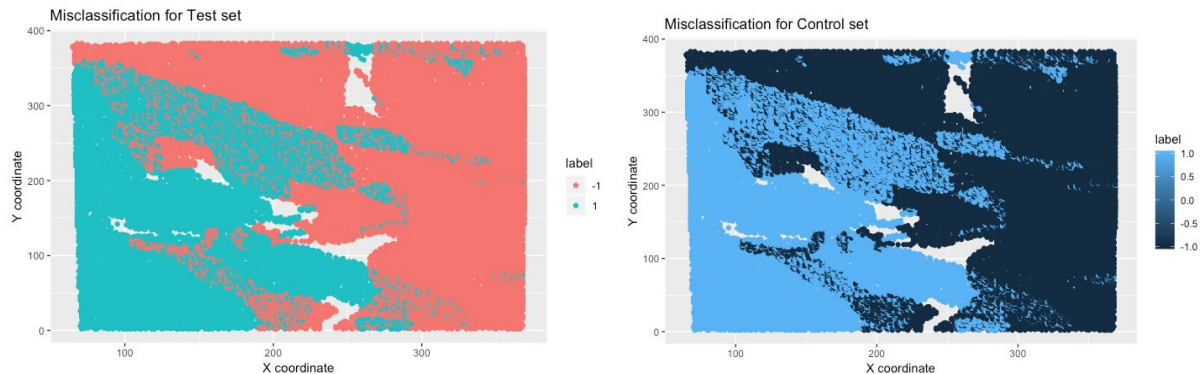 Misclassification for Test set
400
300
200
100
0
Y coordinate
100
200
300
X coordinate
label
-1
1
Misclassification for Control set
400
300
200
100
0
Y coordinate
100
200
300
X coordinate
label
1.0
0.5
0.0
-0.5
-1.0